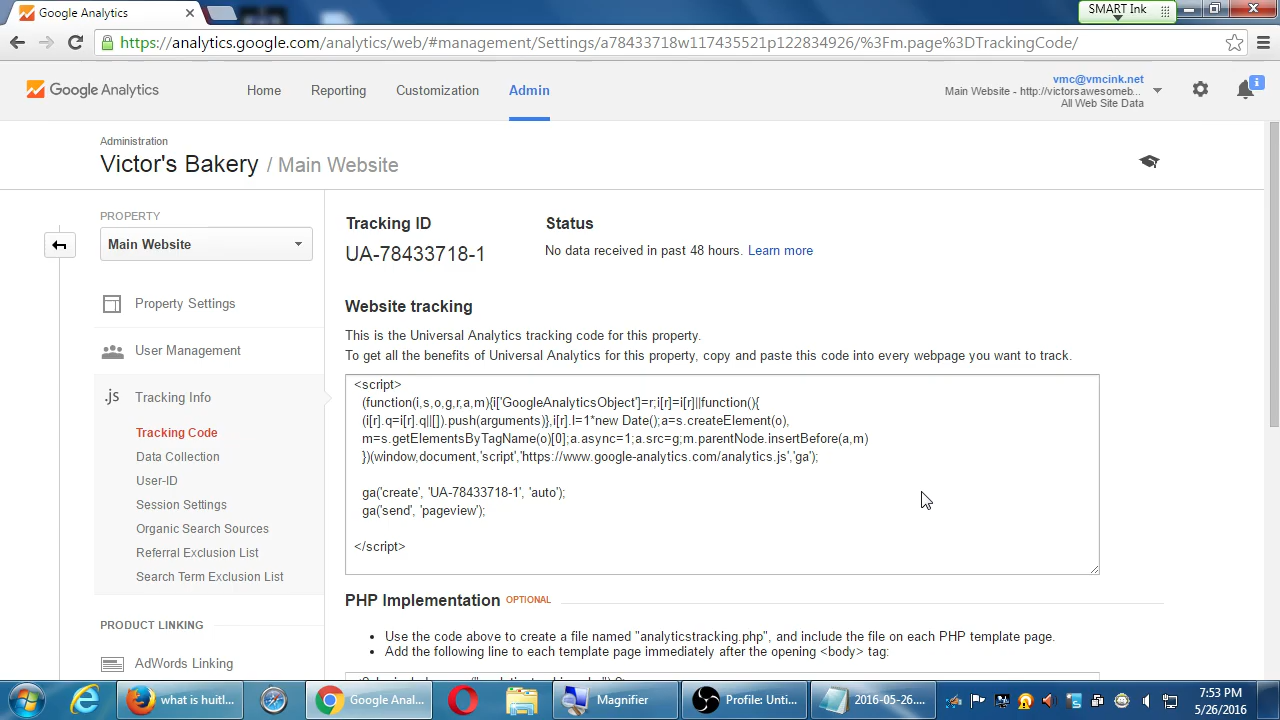 Google Analytics
SMART Ink
https://analytics.google.com/analytics/web/#management/Settings/a78433718w117435521p122834926/%3Fm.page%3DTrackingCode/
Google Analytics
Home
Reporting
Customization
Admin
vmc@vmcink.net
Main Website - http://victorsawesomeb...
All Web Site Data
Administration
Victor's Bakery / Main Website
PROPERTY
Main Website
Property Settings
User Management
.js Tracking Info
Tracking Code
Data Collection
User-ID
Session Settings
Organic Search Sources
Referral Exclusion List
Search Term Exclusion List
PRODUCT LINKING
AdWords Linking
Tracking ID
UA-78433718-1
Status
No data received in past 48 hours. Learn more
Website tracking
This is the Universal Analytics tracking code for this property.
To get all the benefits of Universal Analytics for this property, copy and paste this code into every webpage you want to track.
<script>
(function(i,s,o,g,r,a,m){i['GoogleAnalyticsObject']=r;i[r]=i[r]||function(){
(i[r].q=i[r].q||[]).push(arguments)},i[r].l=1*new Date();a=s.createElement(o),
m=s.getElementsByTagName(o)[0];a.async=1;a.src=g;m.parentNode.insertBefore(a,m)
})(window,document,'script','https://www.google-analytics.com/analytics.js','ga');
ga('create', 'UA-78433718-1', 'auto');
ga('send', 'pageview');
</script>
PHP Implementation OPTIONAL
Use the code above to create a file named "analyticstracking.php", and include the file on each PHP template page.
Add the following line to each template page immediately after the opening <body> tag:
what is huitl...
Google Anal...
Magnifier
Profile: Unti...
2016-05-26....
7:53 PM
5/26/2016